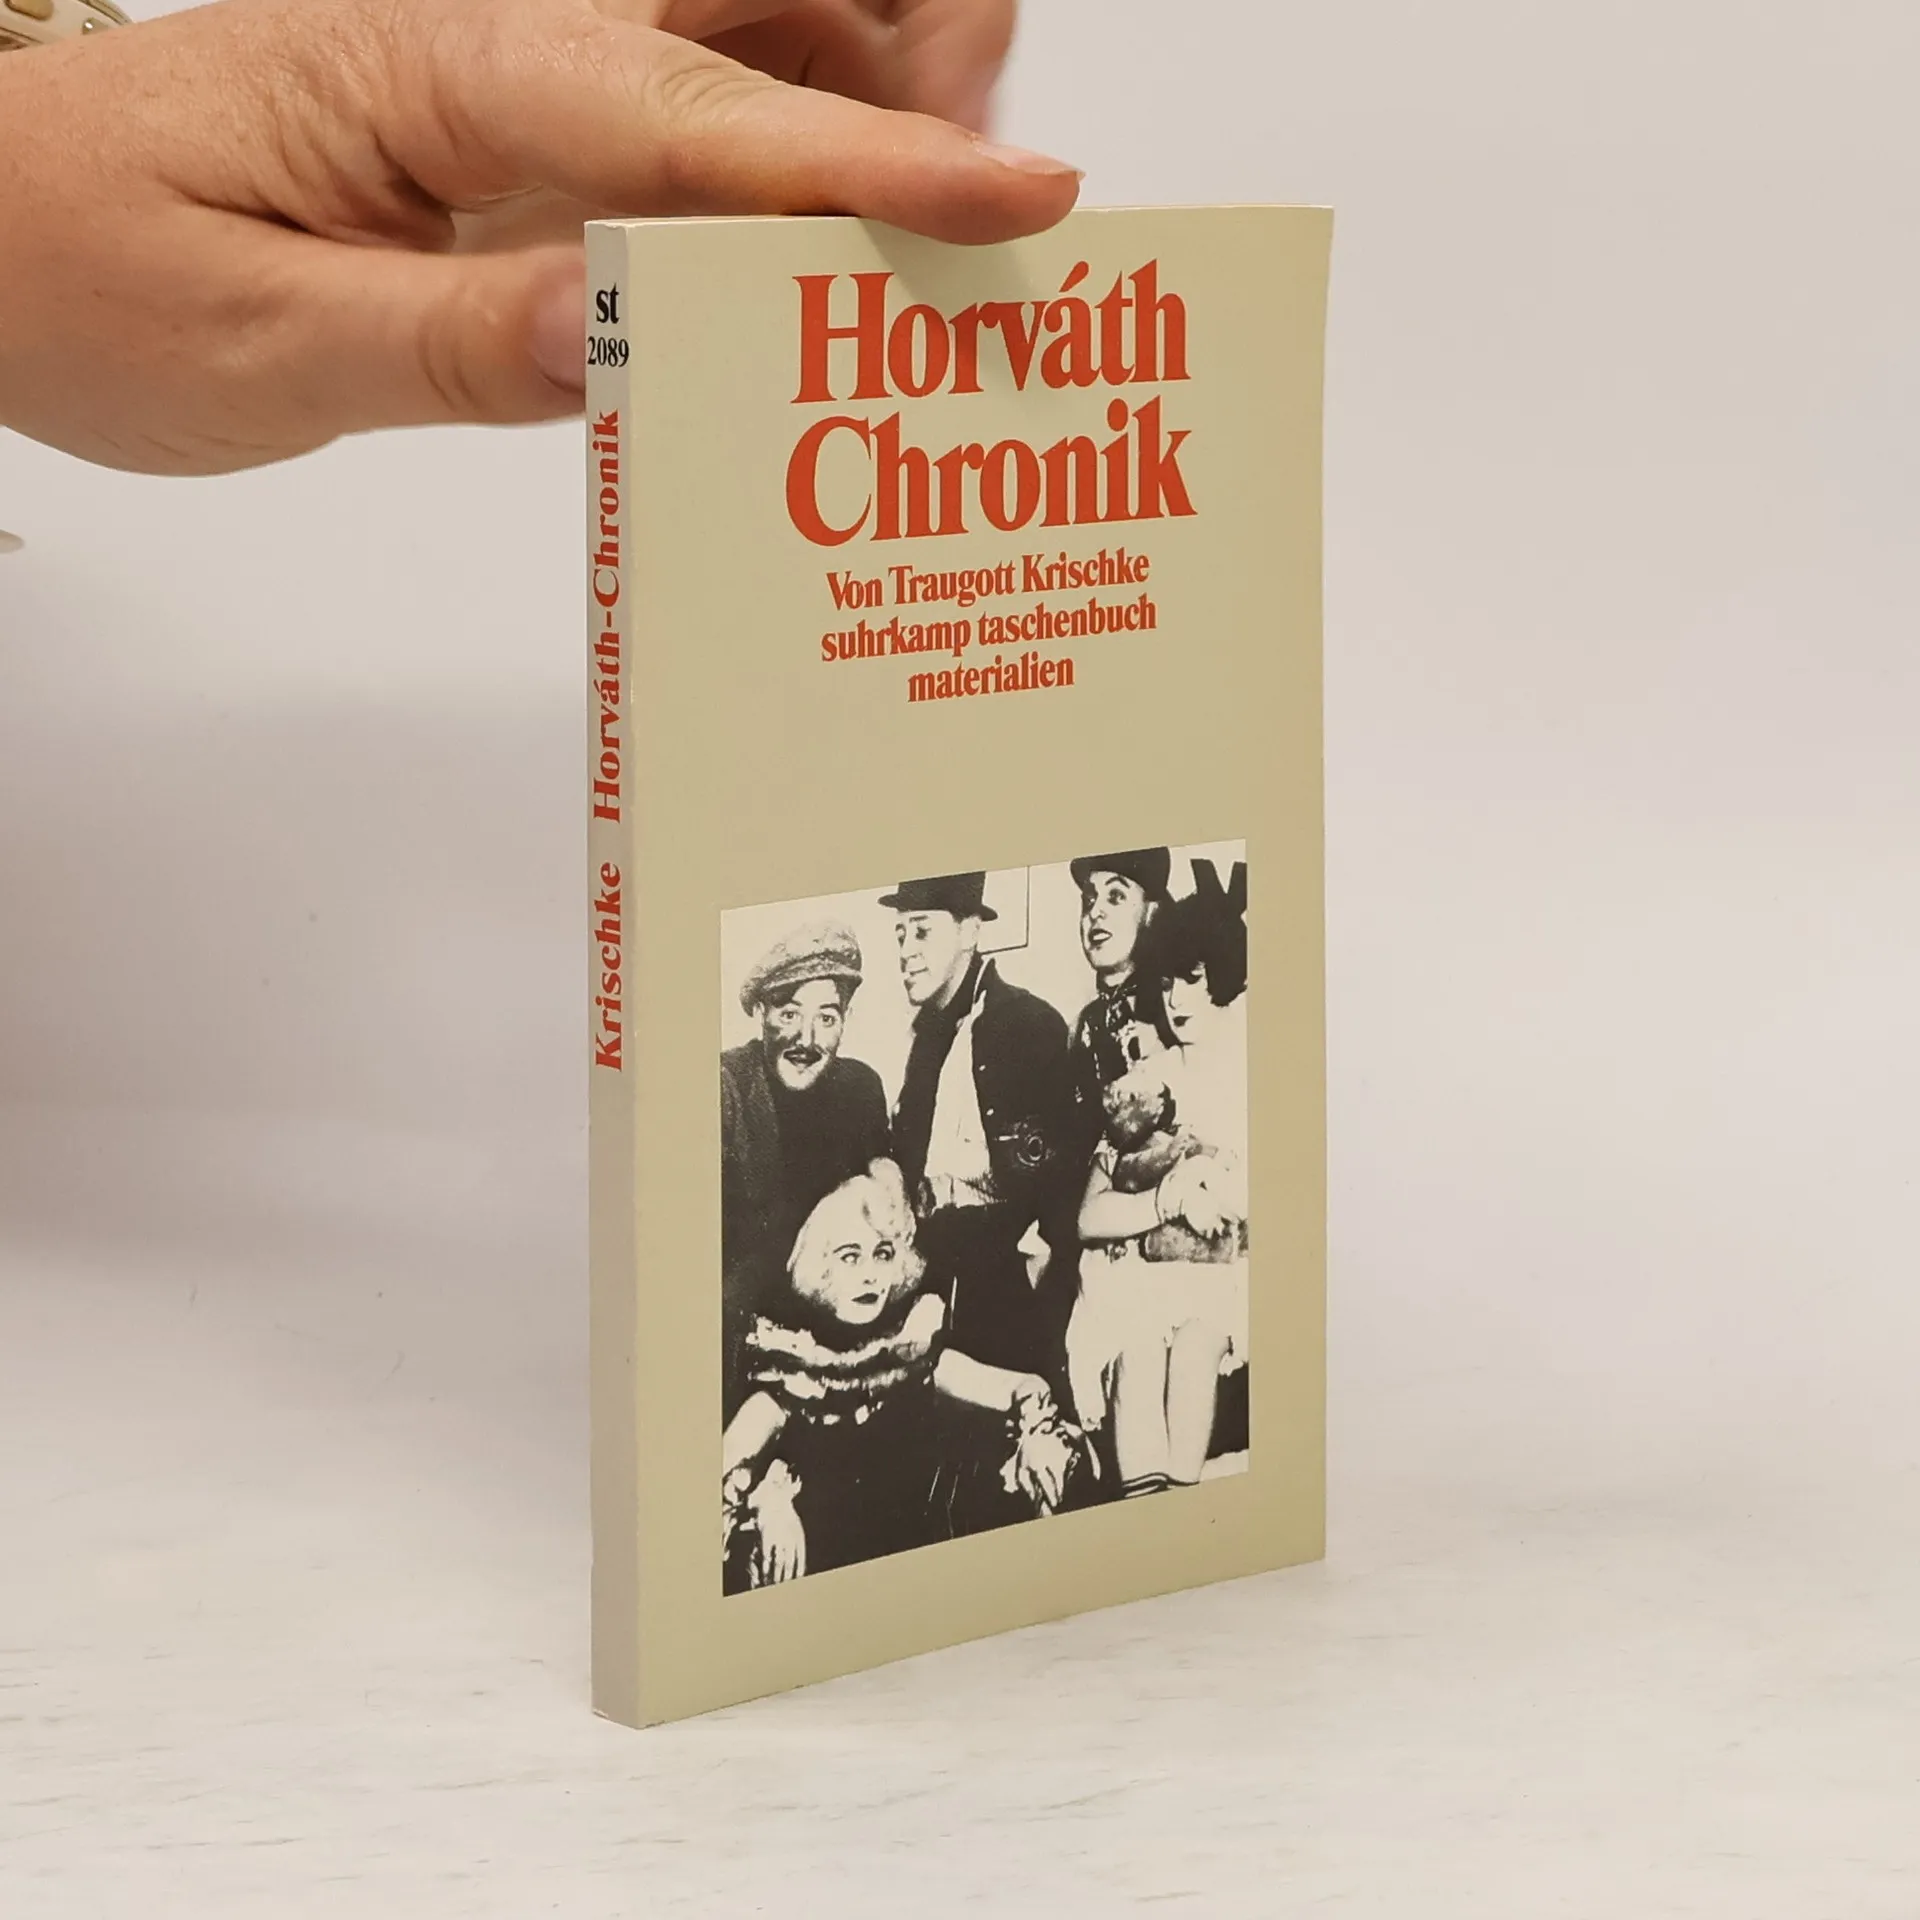 st
2089
Krischke Horváth-Chronik
Horváth
Chronik
Von Traugott Krischke
suhrkamp taschenbuch
materialien